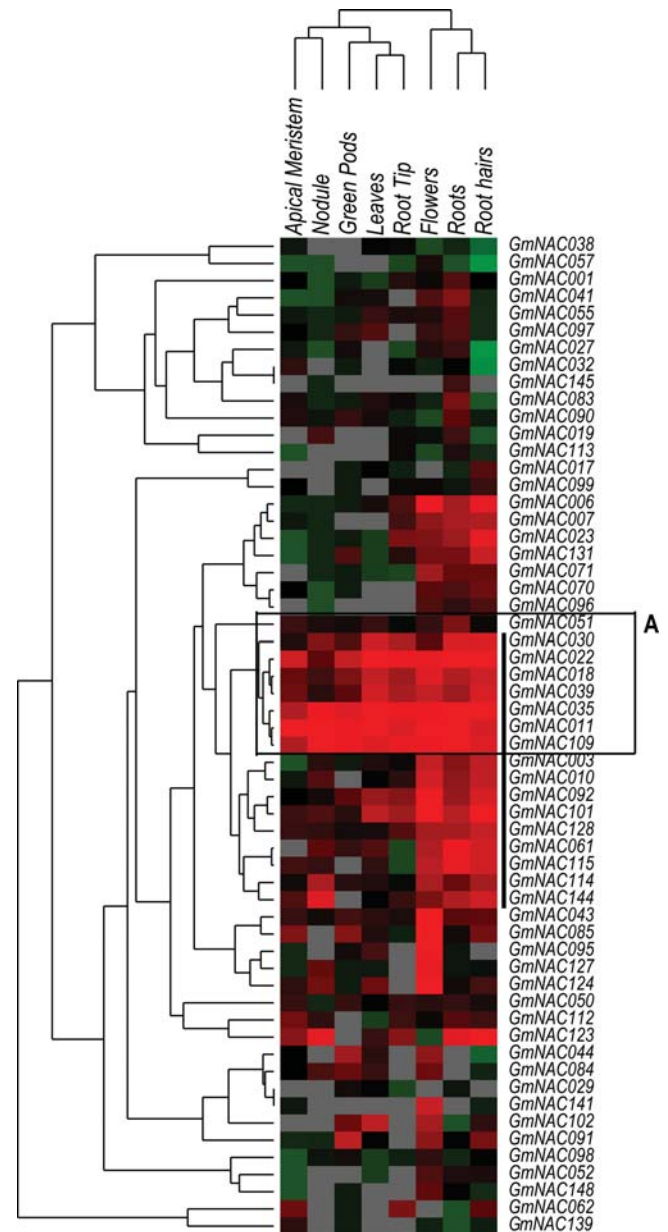 Apical Meristem
Nodule
Green Pods
Leaves
Root Tip
Flowers
Roots
Root hairs
GmNAC038
GmNAC057
GmNAC001
GmNAC041
GmNAC055
GmNAC097
GmNAC027
GmNAC032
GmNAC145
GmNAC083
GmNAC090
GmNAC019
GmNAC113
GmNAC017
GmNAC099
GmNAC006
GmNAC007
GmNAC023
GmNAC131
GmNAC071
GmNAC070
GmNAC096
GmNAC051
A
GmNAC030
GmNAC022
GmNAC018
GmNAC039
GmNAC035
GmNAC011
GmNAC109
GmNAC003
GmNAC010
GmNAC092
GmNAC101
GmNAC128
GmNAC061
GmNAC115
GmNAC114
GmNAC144
GmNAC043
GmNAC085
GmNAC095
GmNAC127
GmNAC124
GmNAC050
GmNAC112
GmNAC123
GmNAC044
GmNAC084
GmNAC029
GmNAC141
GmNAC102
GmNAC091
GmNAC098
GmNAC052
GmNAC148
GmNAC062
GmNAC139